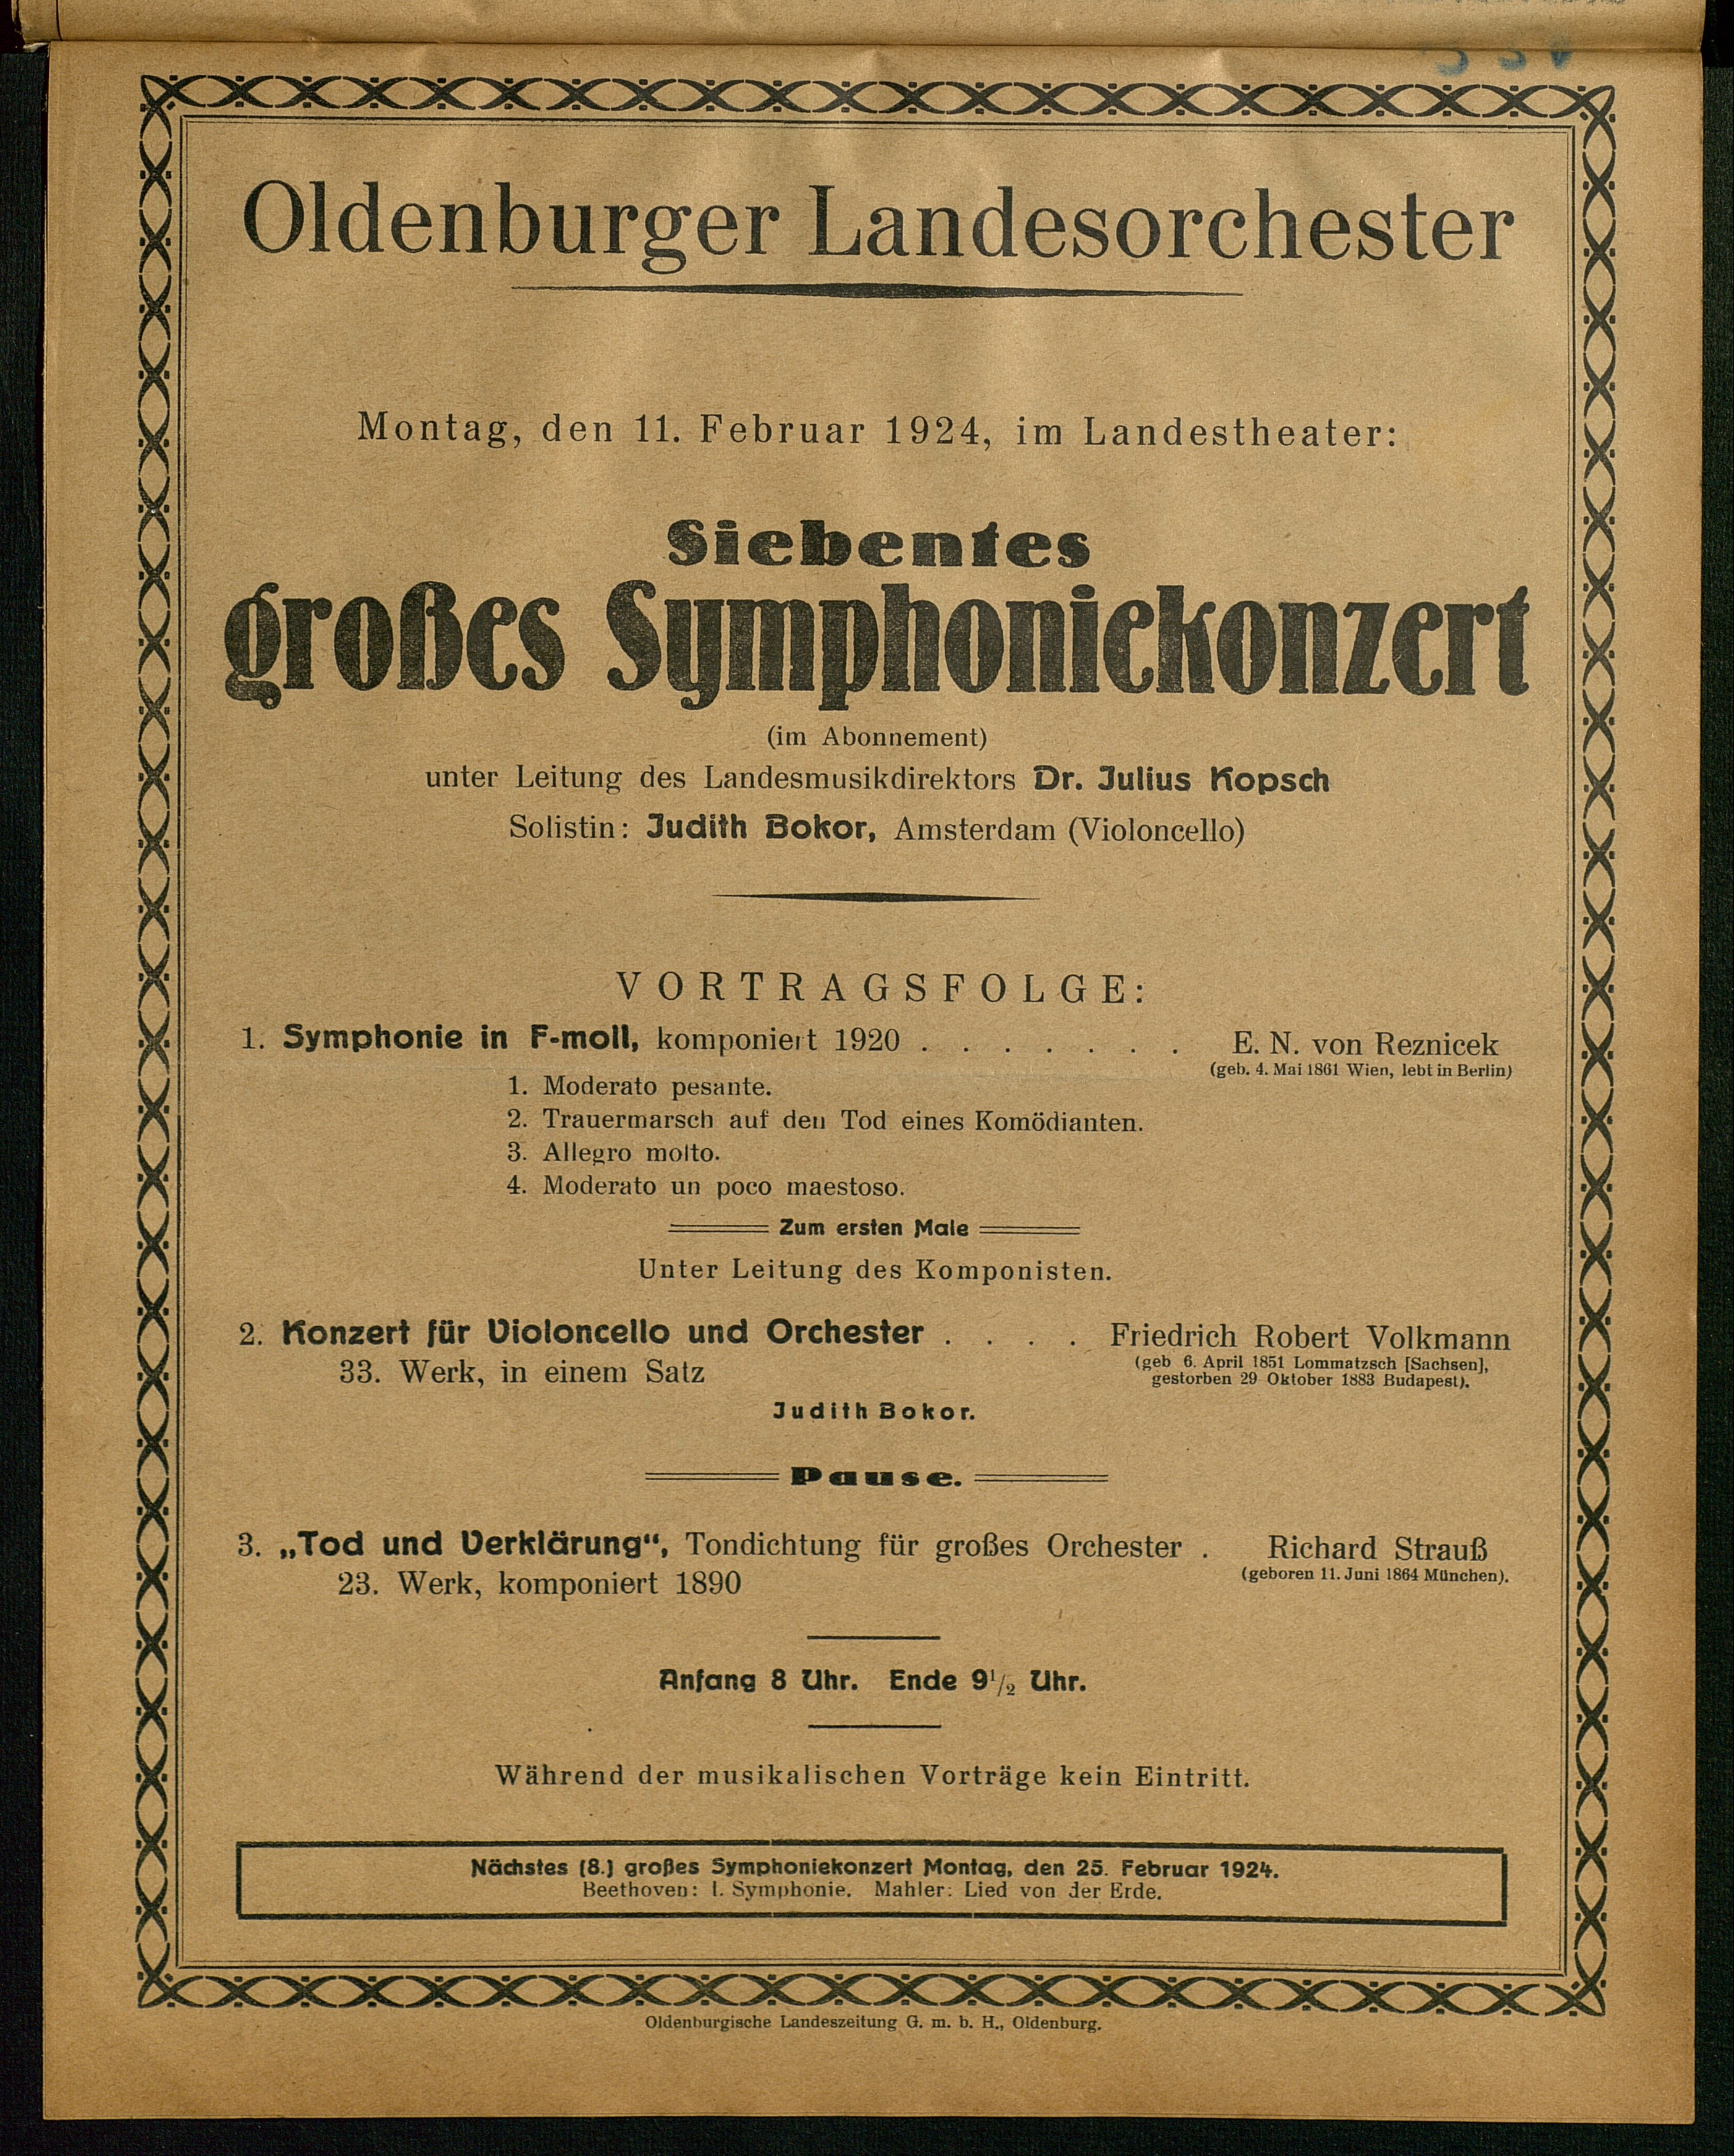 Oldenburger Landesorchester
Montag, den 11. Februar 1924, im Landestheater:
Siebentes
großes Symphoniekonzert
(im Abonnement)
unter Leitung des Landesmusikdirektors Dr. Julius Kopsch
Solistin: Judith Bokor, Amsterdam (Violoncello)
VORTRAGSFOLGE:
1. Symphonie in F-moll, komponiert 1920 . . . . . . . E. N. von Reznicek
(geb. 4. Mai 1861 Wien, lebt in Berlin)
1. Moderato pesante.
2. Trauermarsch auf den Tod eines Komödianten.
3. Allegro molto.
4. Moderato un poco maestoso.
Zum ersten Male
Unter Leitung des Komponisten.
2. Konzert für Violoncello und Orchester . . . . Friedrich Robert Volkmann
33. Werk, in einem Satz
(geb 6. April 1851 Lommatzsch [Sachsen],
gestorben 29 Oktober 1883 Budapest).
Judith Bokor.
Pause.
3. „Tod und Verklärung“, Tondichtung für großes Orchester . Richard Strauß
23. Werk, komponiert 1890
(geboren 11. Juni 1864 München).
Anfang 8 Uhr. Ende 9 1/2 Uhr.
Während der musikalischen Vorträge kein Eintritt.
Nächstes (8.) großes Symphoniekonzert Montag, den 25. Februar 1924.
Beethoven: I. Symphonie. Mahler: Lied von der Erde.
Oldenburgische Landeszeitung G. m. b. H., Oldenburg.